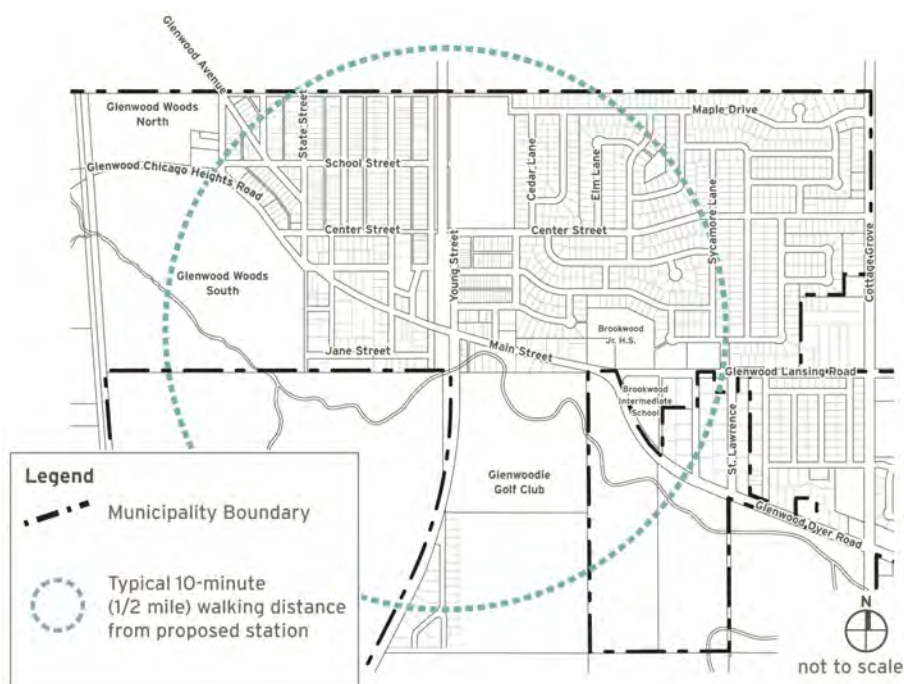 Glenwood Avenue
Glenwood Woods
North
State Street
Maple Drive
School Street
Glenwood Chicago Heights Road
Cedar Lane
Elm Lane
Sycamore Lane
Center Street
Center Street
Cottage Grove
Glenwood Woods
South
Young Street
Brookwood
Jr. H.S.
Main Street
Jane Street
Glenwood Lansing Road
Brookwood
Intermediate
School
St. Lawrence
Glenwoodie
Golf Club
Glenwood Dyer Road
Legend
Municipality Boundary
Typical 10-minute
(1/2 mile) walking distance
from proposed station
N
not to scale